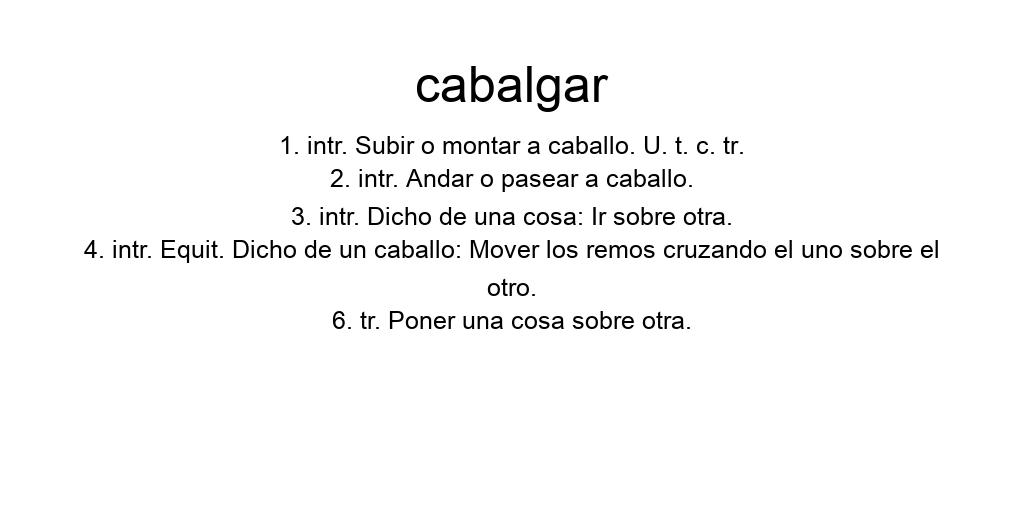 cabalgar
1. intr. Subir o montar a caballo. U. t. c. tr.
2. intr. Andar o pasear a caballo.
3. intr. Dicho de una cosa: Ir sobre otra.
4. intr. Equit. Dicho de un caballo: Mover los remos cruzando el uno sobre el
otro.
6. tr. Poner una cosa sobre otra.